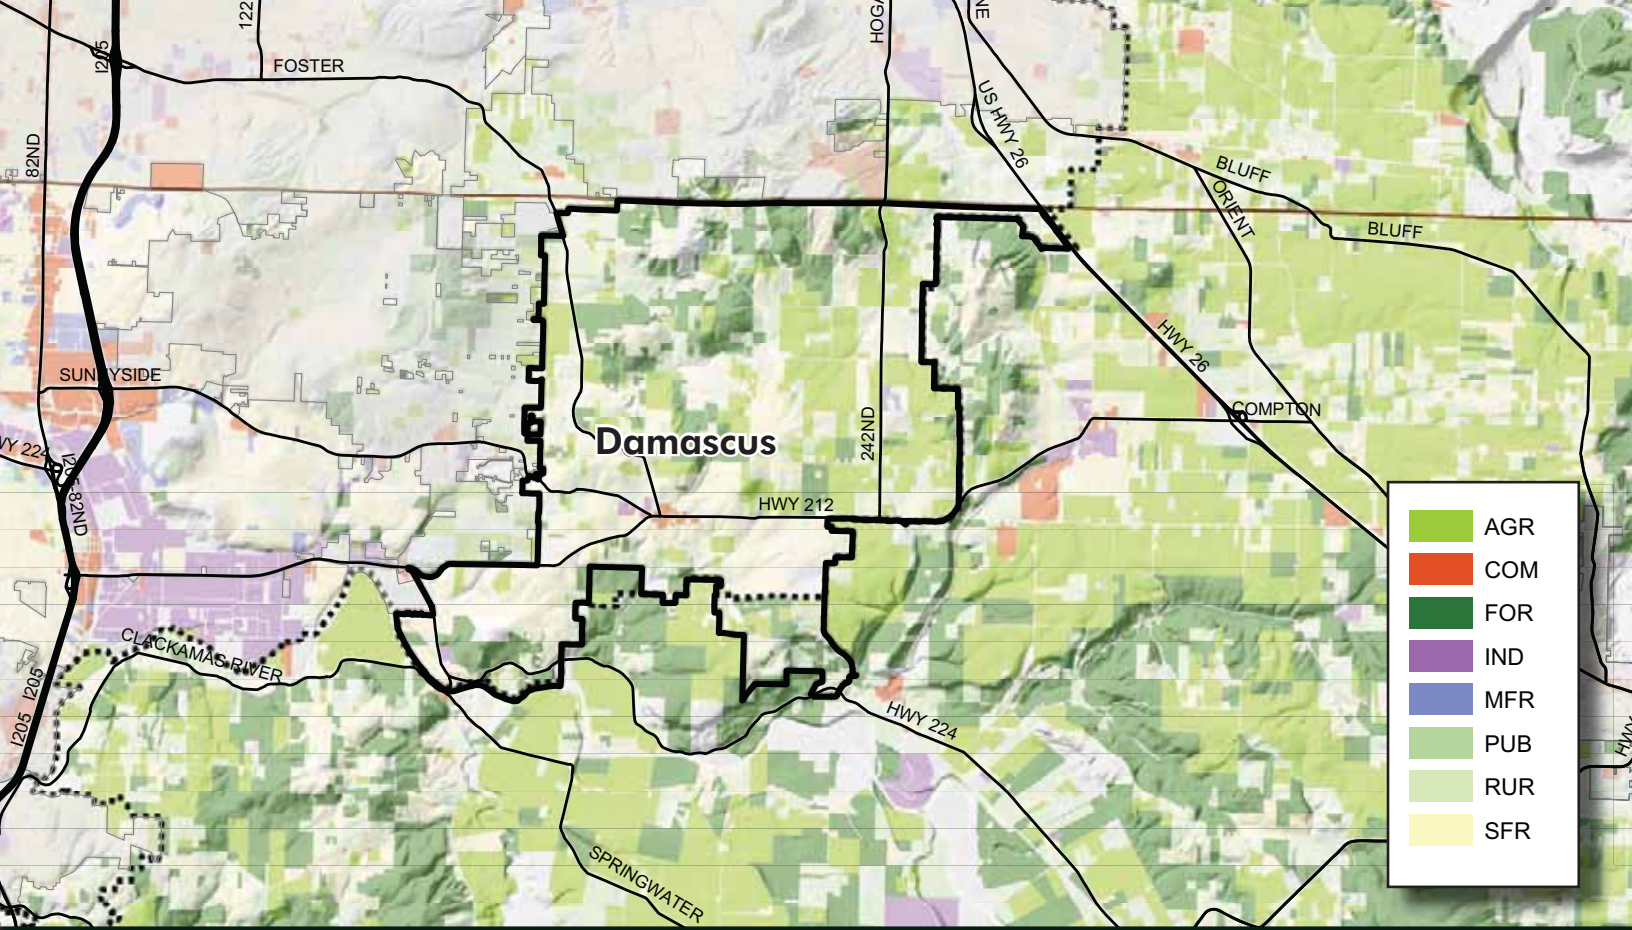 122
HOGA
NE
I205
FOSTER
US HWY 26
82ND
BLUFF
ORIENT
BLUFF
HWY 26
SUNNYSIDE
COMPTON
242ND
Damascus
WY 224
I205-82ND
HWY 212
AGR
COM
FOR
IND
MFR
PUB
RUR
SFR
CLACKAMAS RIVER
I205
I205
HWY 224
HWY
SPRINGWATER